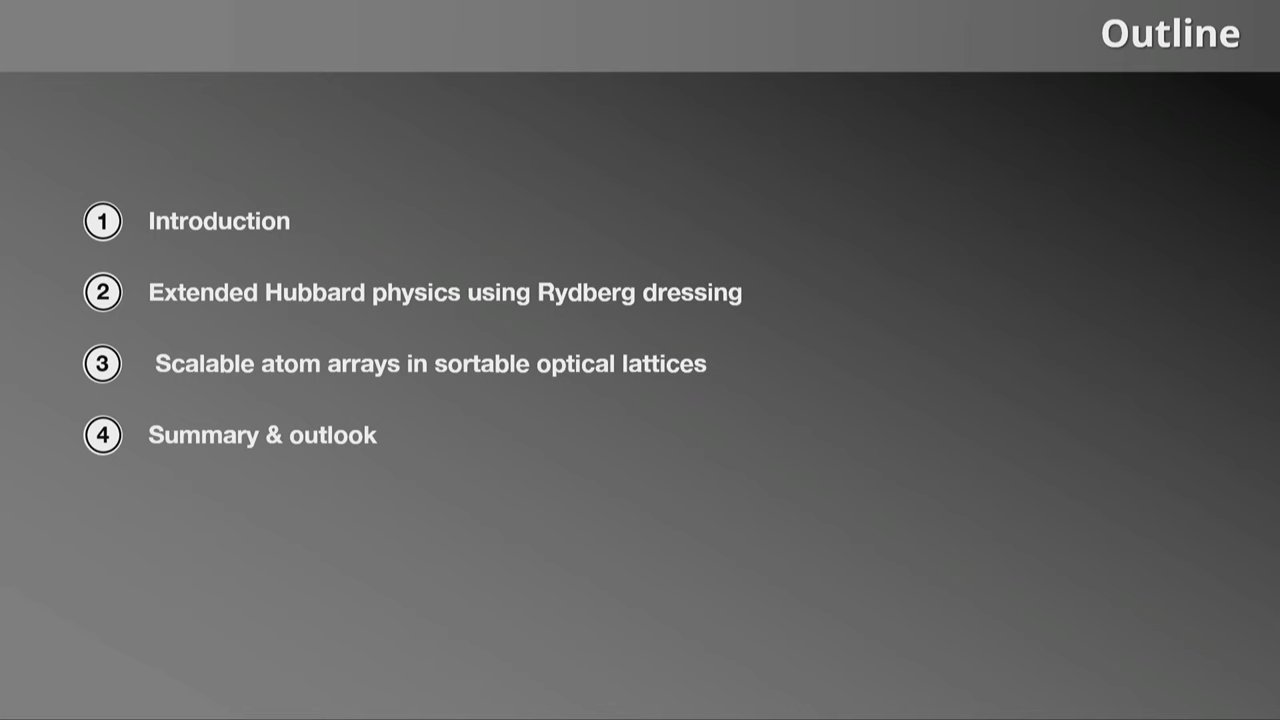 Outline
1 Introduction
2 Extended Hubbard physics using Rydberg dressing
3 Scalable atom arrays in sortable optical lattices
4 Summary & outlook